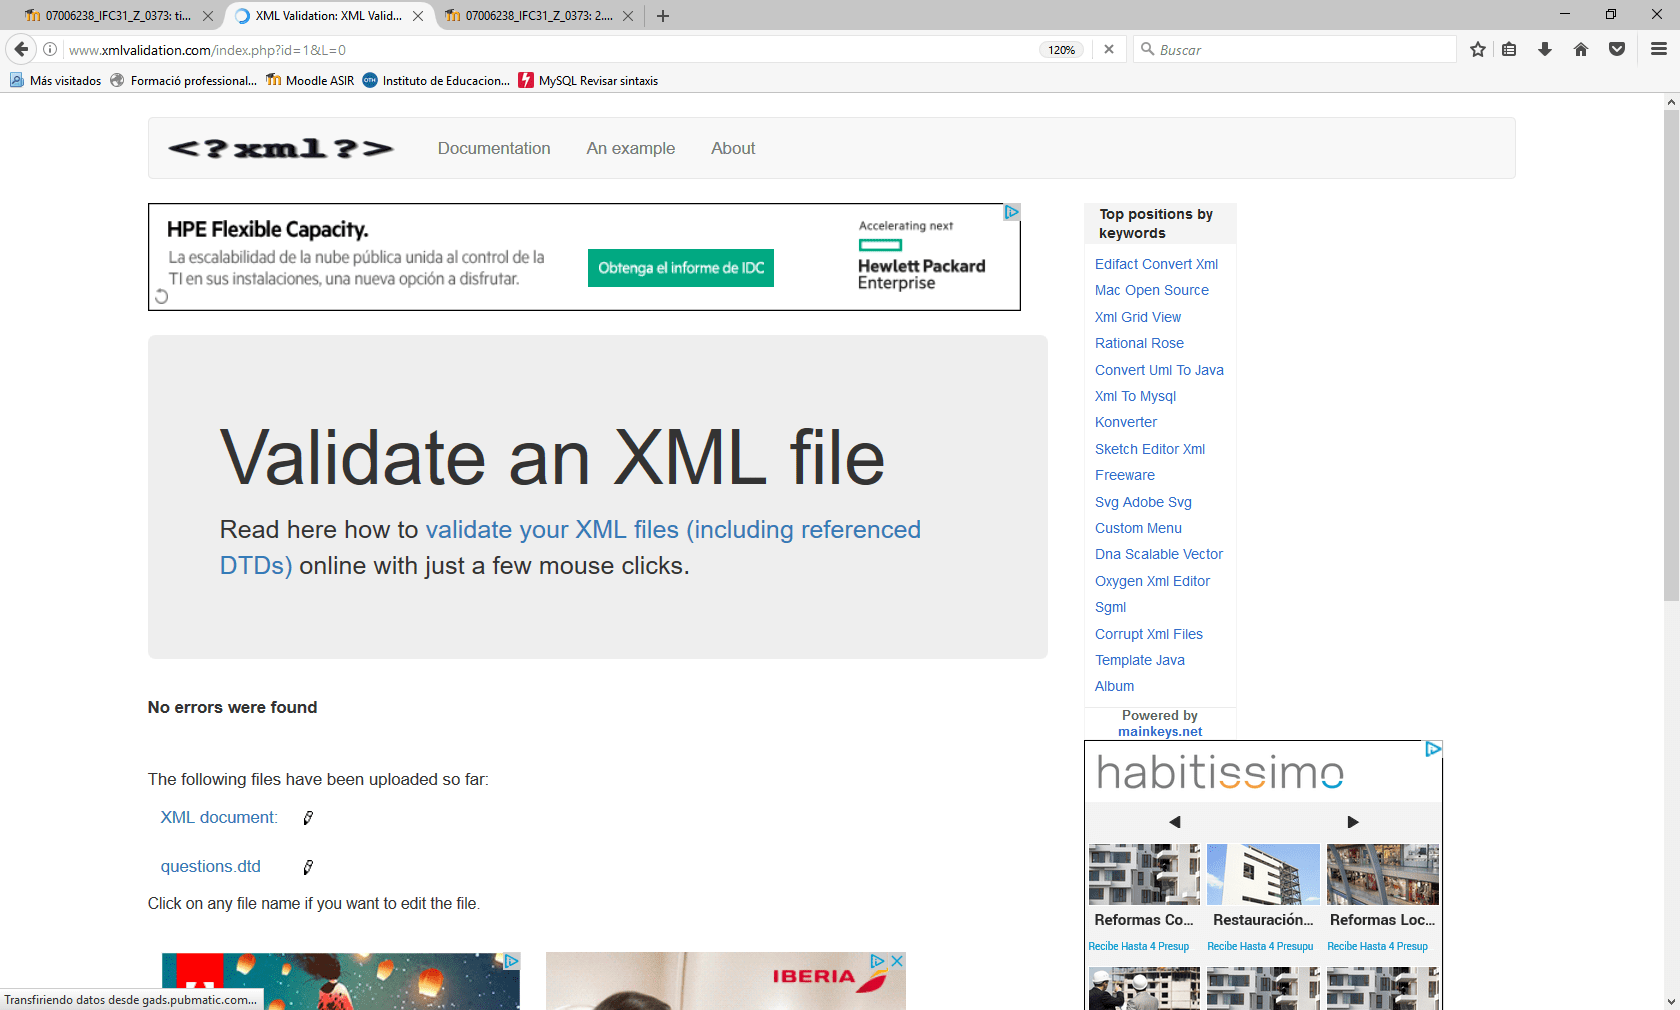 07006238_IFC31_Z_0373: ti...
XML Validation: XML Valid...
07006238_IFC31_Z_0373: 2....
www.xmlvalidation.com/index.php?id=1&L=0
120%
Buscar
Más visitados
Formació professional...
Moodle ASIR
Instituto de Educacion...
MySQL Revisar sintaxis
<?xml?>
Documentation
An example
About
HPE Flexible Capacity.
La escalabilidad de la nube pública unida al control de la
TI en sus instalaciones, una nueva opción a disfrutar.
Obtenga el informe de IDC
Accelerating next
Hewlett Packard
Enterprise
Top positions by
keywords
Edifact Convert Xml
Mac Open Source
Xml Grid View
Rational Rose
Convert Uml To Java
Xml To Mysql
Konverter
Sketch Editor Xml
Freeware
Svg Adobe Svg
Custom Menu
Dna Scalable Vector
Oxygen Xml Editor
Sgml
Corrupt Xml Files
Template Java
Album
Powered by
mainkeys.net
Validate an XML file
Read here how to validate your XML files (including referenced
DTDs) online with just a few mouse clicks.
No errors were found
The following files have been uploaded so far:
XML document:
questions.dtd
Click on any file name if you want to edit the file.
habitissimo
Reformas Co...
Restauración...
Reformas Loc...
Recibe Hasta 4 Presup
Recibe Hasta 4 Presupu
Recibe Hasta 4 Presup
IBERIA
Transfiriendo datos desde gads.pubmatic.com...